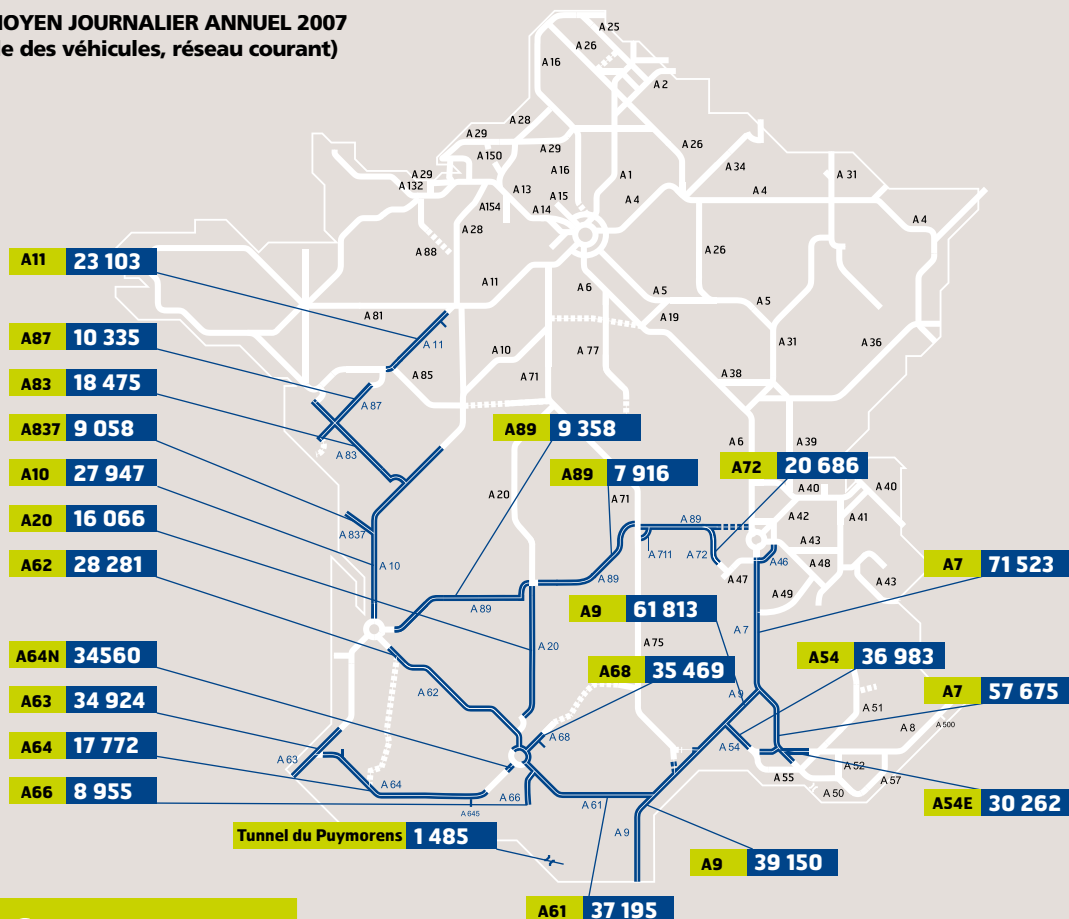 MOYEN JOURNALIER ANNUEL 2007
e des véhicules, réseau courant)
A25
A26
A16
A2
A28
A29
A150
A29
A16
A26
A34
A29
A132
A13
A15
A1
A4
A31
A4
A154
A14
A4
A28
A88
A26
A11 23 103
A11
A6
A5
A5
A81
A19
A87 10 335
A11
A10
A77
A31
A36
A85
A71
A38
A83 18 475
A87
A837 9 058
A89 9 358
A6
A39
A83
A89 7 916
A72 20 686
A10 27 947
A20
A71
A40
A40
A20 16 066
A837
A89
A42
A41
A711
A72
A46
A43
A62 28 281
A10
A89
A47
A48
A43
A7 71 523
A89
A49
A9 61 813
A7
A20
A75
A64N 34560
A68 35 469
A54 36 983
A62
A9
A63 34 924
A7 57 675
A51
A8
A500
A68
A54
A64 17 772
A63
A52
A55
A57
A66 8 955
A64
A66
A61
A50
A54E 30 262
A645
Tunnel du Puymorens 1 485
A9
A9 39 150
A61 37 195